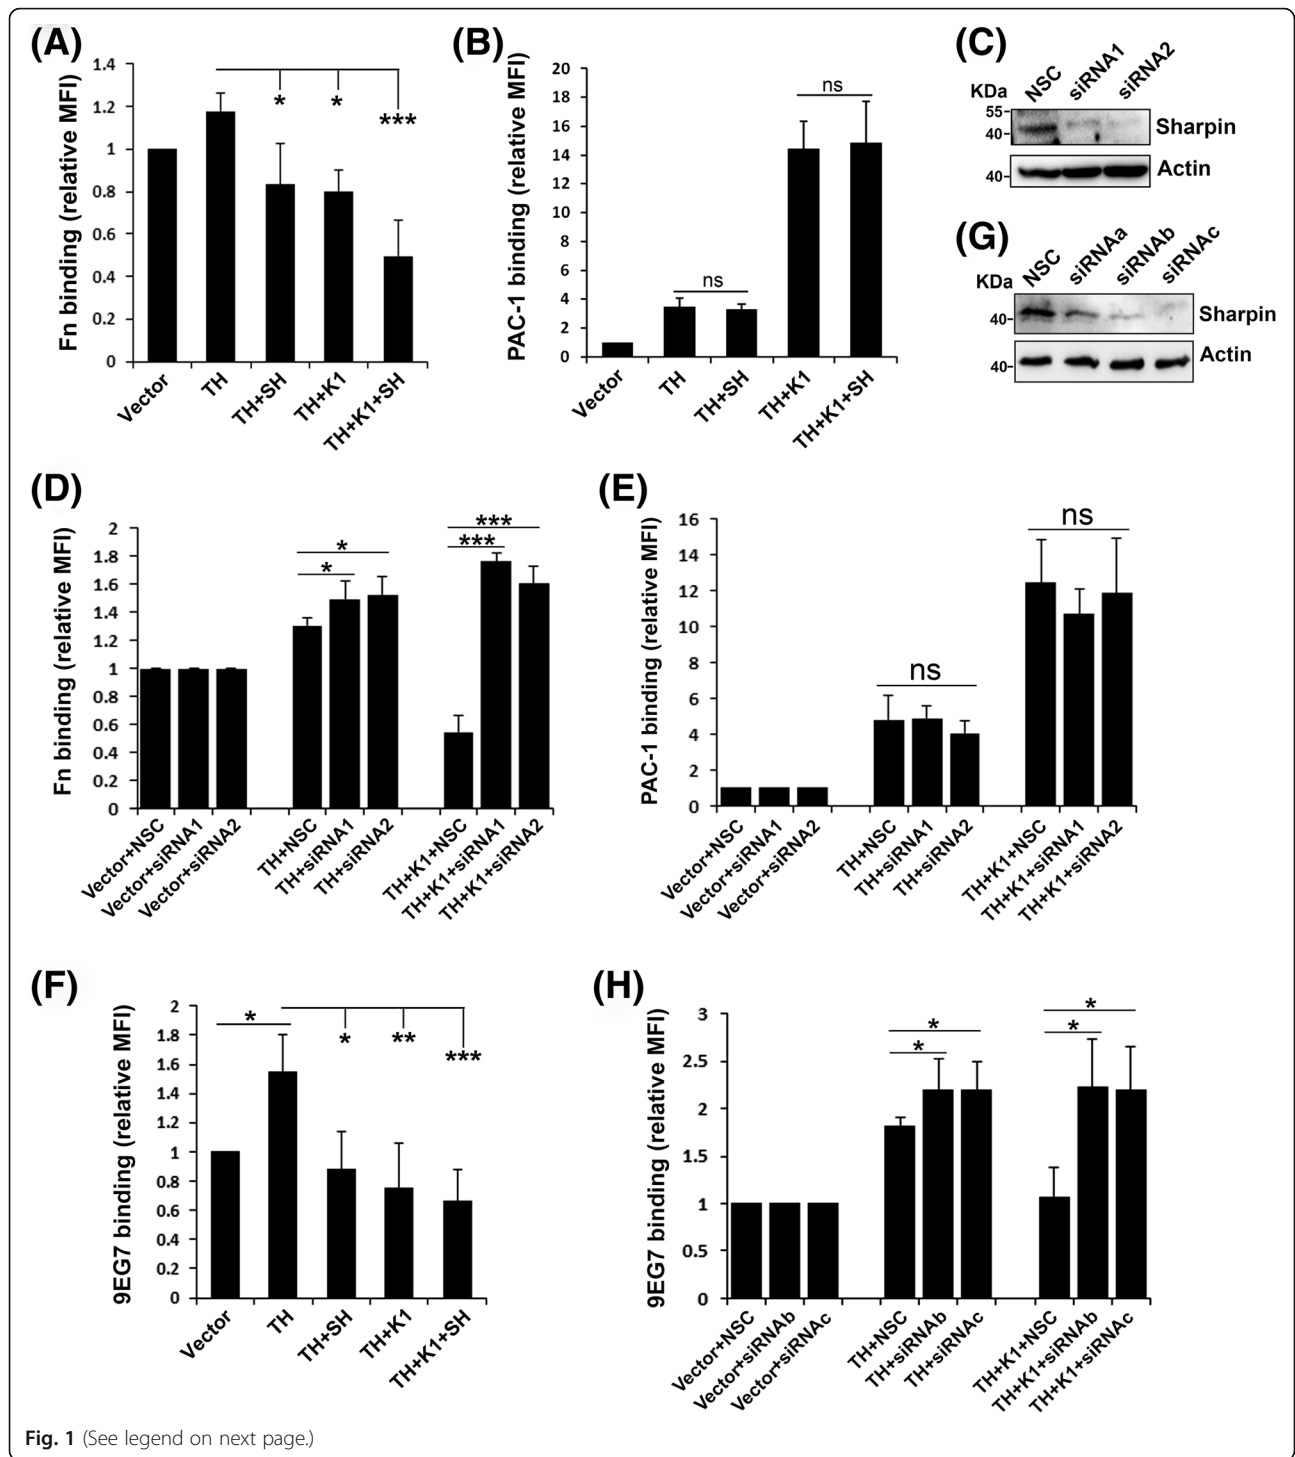 (A)
Fn binding (relative MFI)
1.4
1.2
1
0.8
0.6
0.4
0.2
0
* * ***
Vector
TH
TH+SH
TH+K1
TH+K1+SH
(B)
PAC-1 binding (relative MFI)
20
18
16
14
12
10
8
6
4
2
0
ns
ns
Vector
TH
TH+SH
TH+K1
TH+K1+SH
(C)
KDa
NSC
siRNA1
siRNA2
55-
40-
Sharpin
40-
Actin
(G)
KDa
NSC
siRNAa
siRNAb
siRNAc
40-
Sharpin
40-
Actin
(D)
Fn binding (relative MFI)
2
1.8
1.6
1.4
1.2
1
0.8
0.6
0.4
0.2
0
*
*
***
***
Vector+NSC
Vector+siRNA1
Vector+siRNA2
TH+NSC
TH+siRNA1
TH+siRNA2
TH+K1+NSC
TH+K1+siRNA1
TH+K1+siRNA2
(E)
PAC-1 binding (relative MFI)
16
14
12
10
8
6
4
2
0
ns
ns
Vector+NSC
Vector+siRNA1
Vector+siRNA2
TH+NSC
TH+siRNA1
TH+siRNA2
TH+K1+NSC
TH+K1+siRNA1
TH+K1+siRNA2
(F)
9EG7 binding (relative MFI)
2
1.8
1.6
1.4
1.2
1
0.8
0.6
0.4
0.2
0
*
* ** ***
Vector
TH
TH+SH
TH+K1
TH+K1+SH
(H)
9EG7 binding (relative MFI)
3
2.5
2
1.5
1
0.5
0
*
*
*
*
Vector+NSC
Vector+siRNAb
Vector+siRNAc
TH+NSC
TH+siRNAb
TH+siRNAc
TH+K1+NSC
TH+K1+siRNAb
TH+K1+siRNAc
Fig. 1 (See legend on next page.)